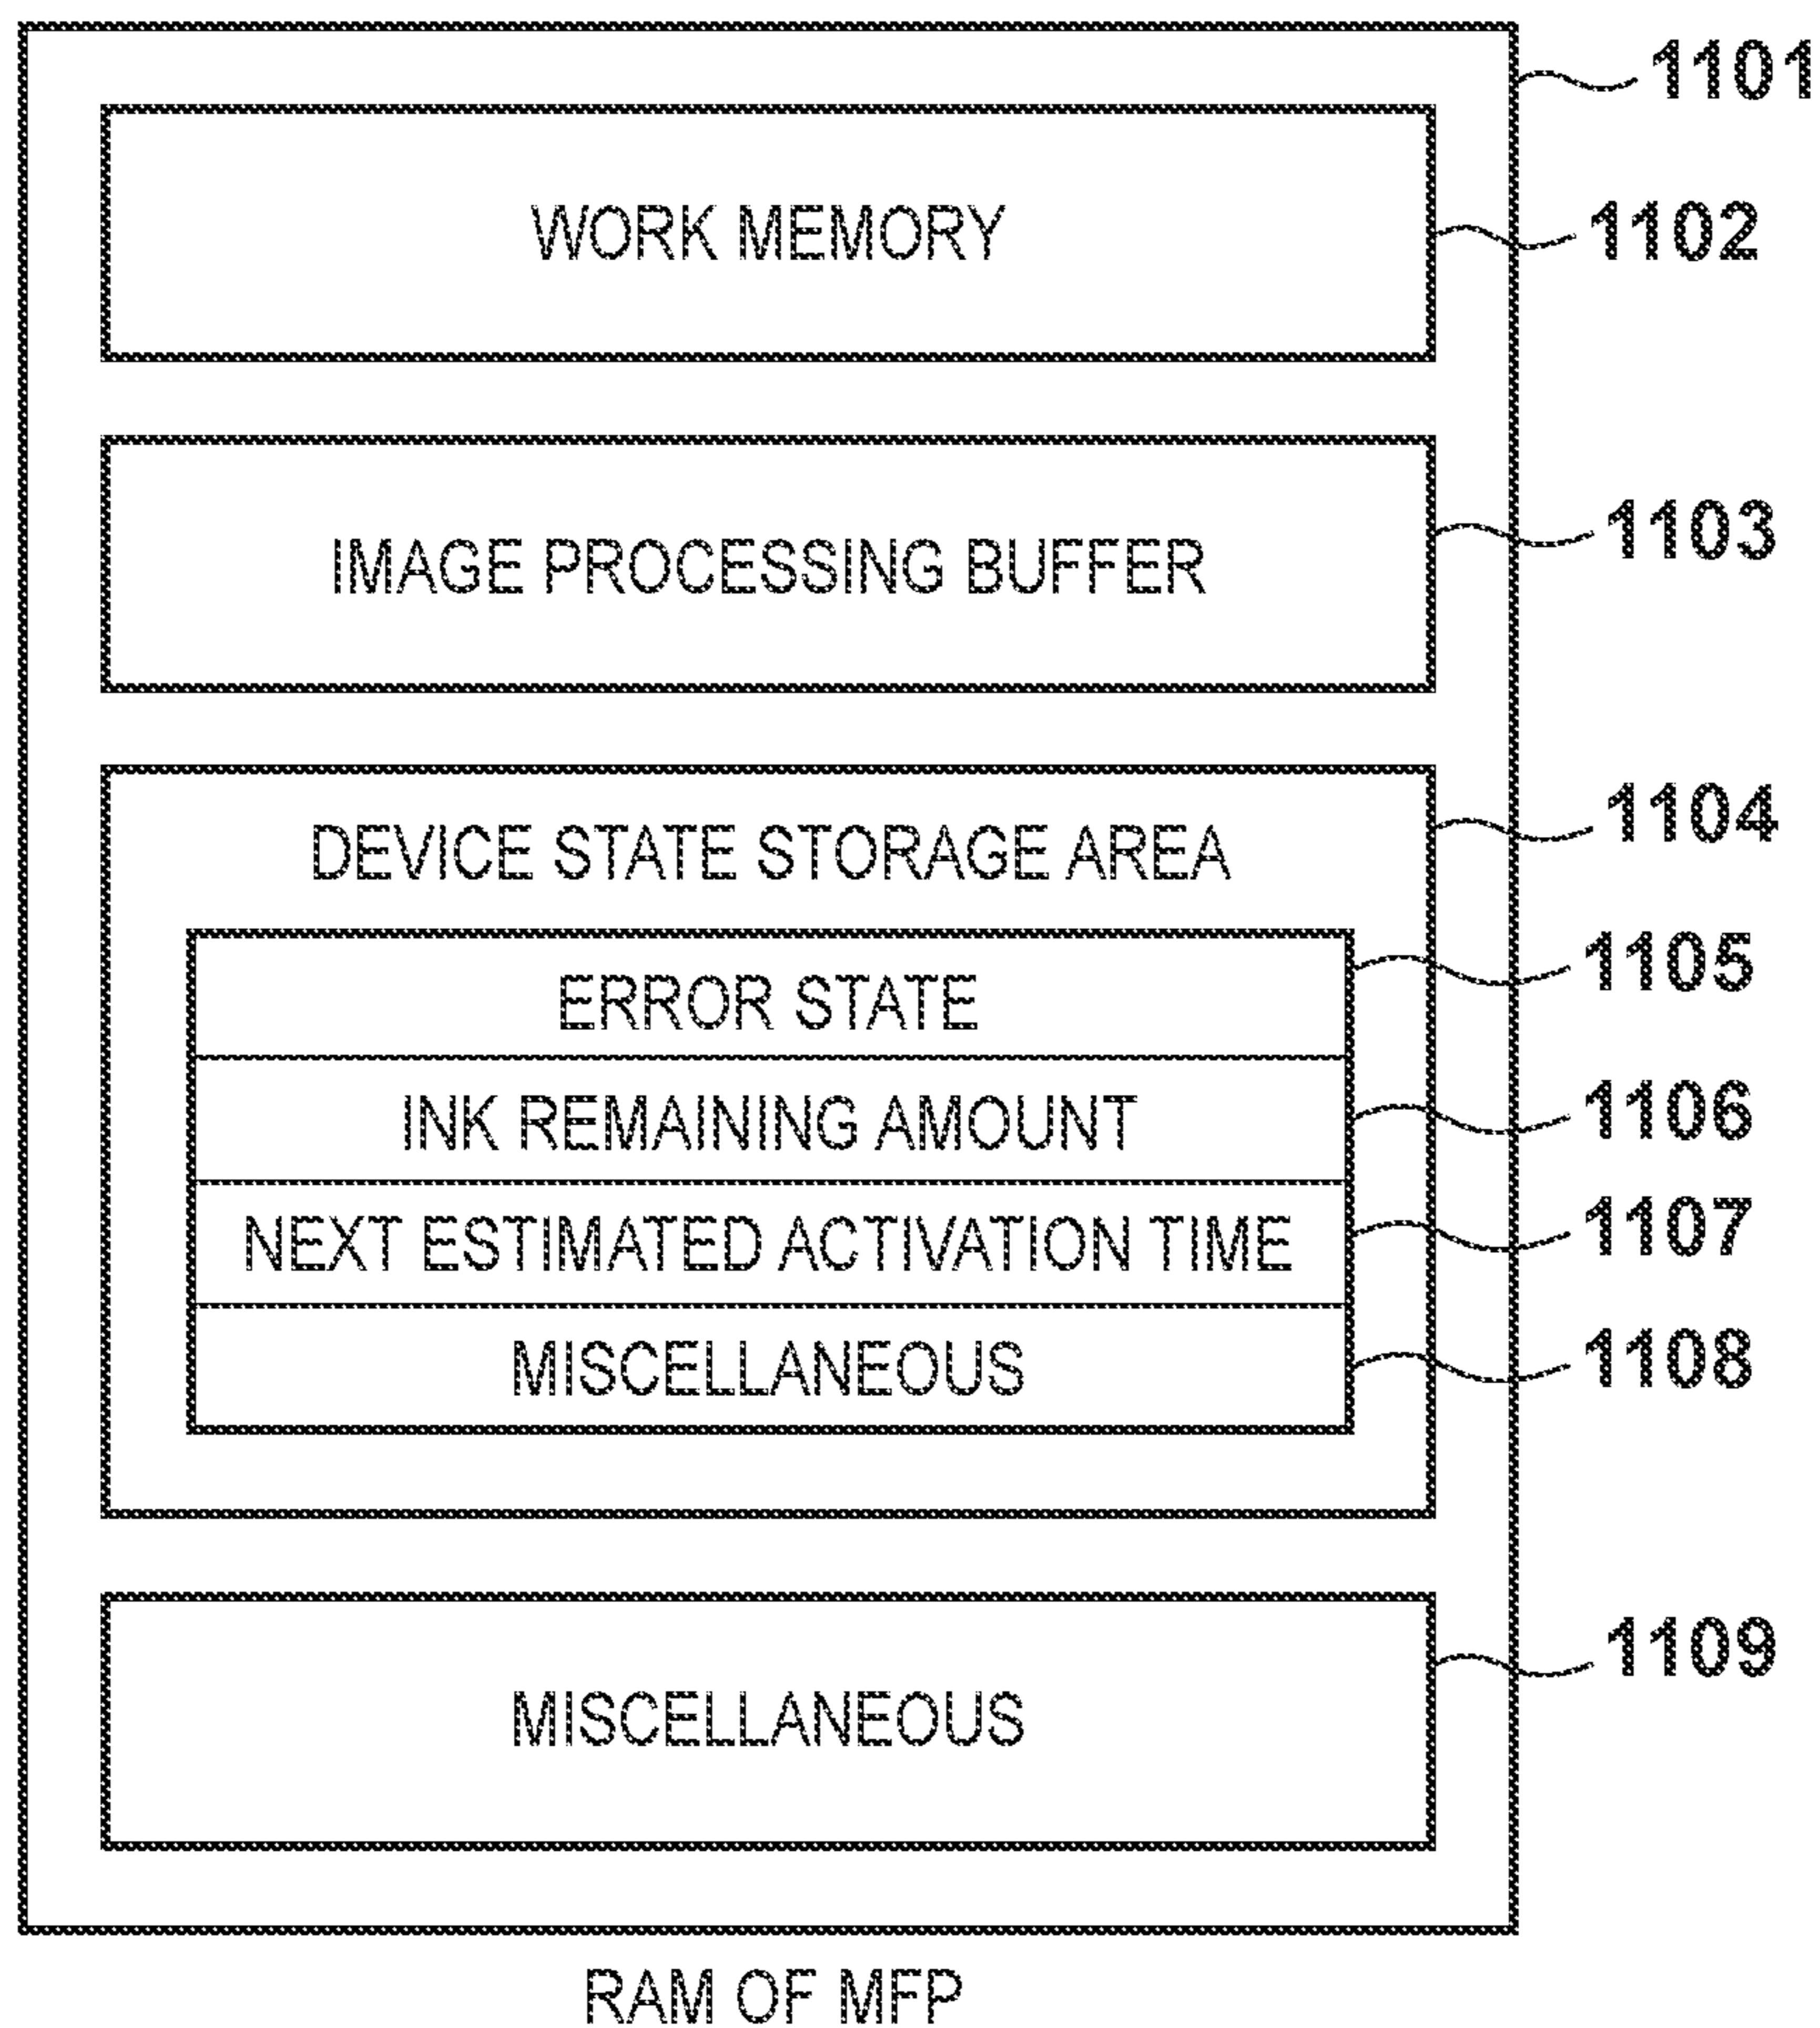 1101
WORK MEMORY
1102
IMAGE PROCESSING BUFFER
1103
DEVICE STATE STORAGE AREA
1104
ERROR STATE
1105
INK REMAINING AMOUNT
1106
NEXT ESTIMATED ACTIVATION TIME
1107
MISCELLANEOUS
1108
MISCELLANEOUS
1109
RAM OF MFP